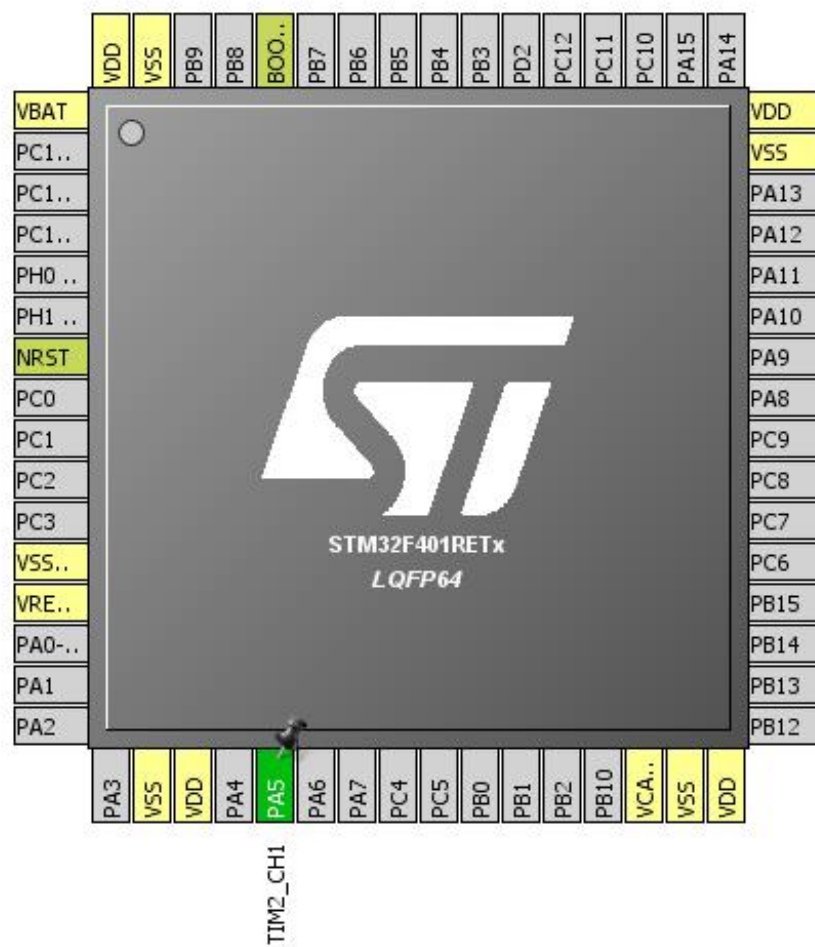 VDD
VSS
PB9
PB8
BOO..
PB7
PB6
PB5
PB4
PB3
PD2
PC12
PC11
PC10
PA15
PA14
VBAT
PC1..
PC1..
PC1..
PH0 ..
PH1 ..
NRST
PC0
PC1
PC2
PC3
VSS..
VRE..
PA0-..
PA1
PA2
VDD
VSS
PA13
PA12
PA11
PA10
PA9
PA8
PC9
PC8
PC7
PC6
PB15
PB14
PB13
PB12
ST
STM32F401RETx
LQFP64
PA3
VSS
VDD
PA4
PA5
PA6
PA7
PC4
PC5
PB0
PB1
PB2
PB10
VCA..
VSS
VDD
TIM2_CH1